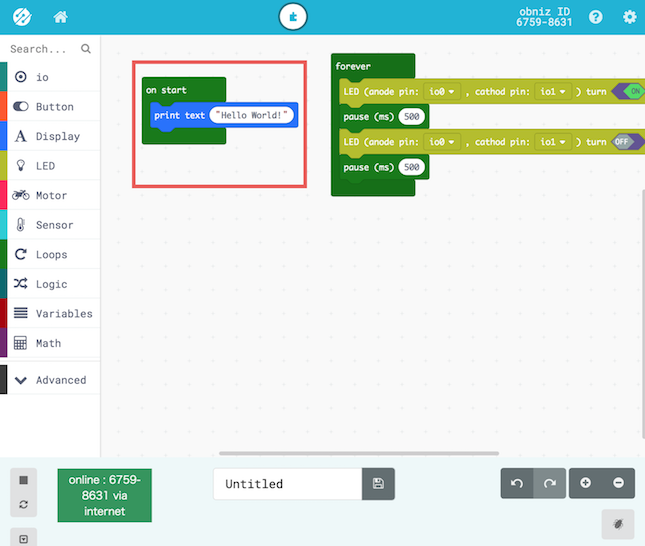 obniz ID
6759-8631
Search...
io
Button
Display
LED
Motor
Sensor
Loops
Logic
Variables
Math
Advanced
on start
print text "Hello World!"
forever
LED (anode pin: io0 , cathod pin: io1 ) turn ON
pause (ms) 500
LED (anode pin: io0 , cathod pin: io1 ) turn OFF
pause (ms) 500
online : 6759-
8631 via
internet
Untitled